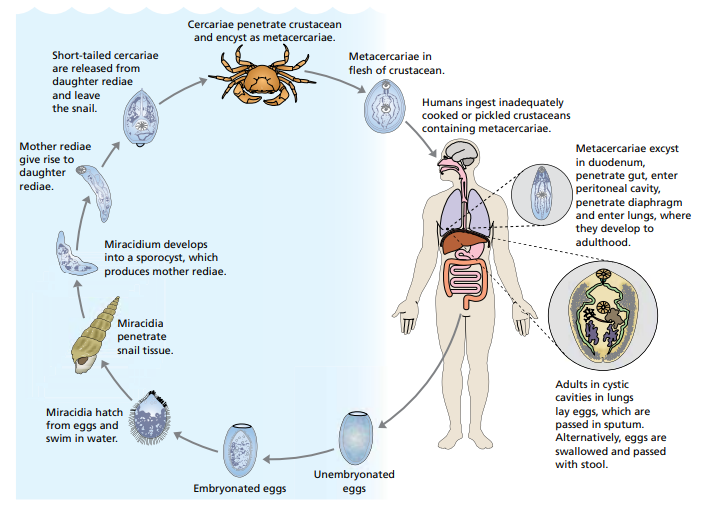 Cercariae penetrate crustacean
and encyst as metacercariae.
Metacercariae in
flesh of crustacean.
Humans ingest inadequately
cooked or pickled crustaceans
containing metacercariae.
Metacercariae excyst
in duodenum,
penetrate gut, enter
peritoneal cavity,
penetrate diaphragm
and enter lungs, where
they develop to
adulthood.
Adults in cystic
cavities in lungs
lay eggs, which are
passed in sputum.
Alternatively, eggs are
swallowed and passed
with stool.
Unembryonated
eggs
Embryonated eggs
Miracidia hatch
from eggs and
swim in water.
Miracidia
penetrate
snail tissue.
Miracidium develops
into a sporocyst, which
produces mother rediae.
Mother rediae
give rise to
daughter
rediae.
Short-tailed cercariae
are released from
daughter rediae
and leave
the snail.